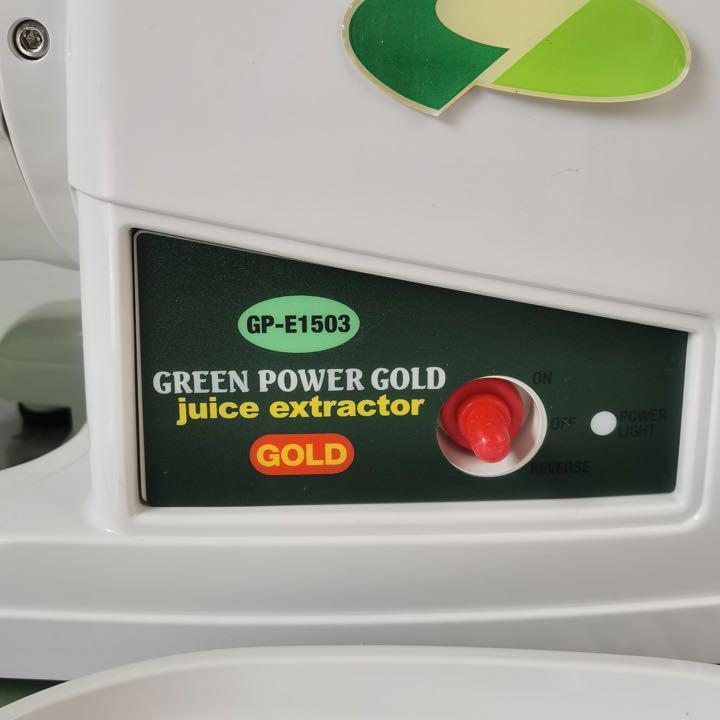 GP-E1503
GREEN POWER GOLD
juice extractor
GOLD
ON
OFF
POWER
LIGHT
REVERSE